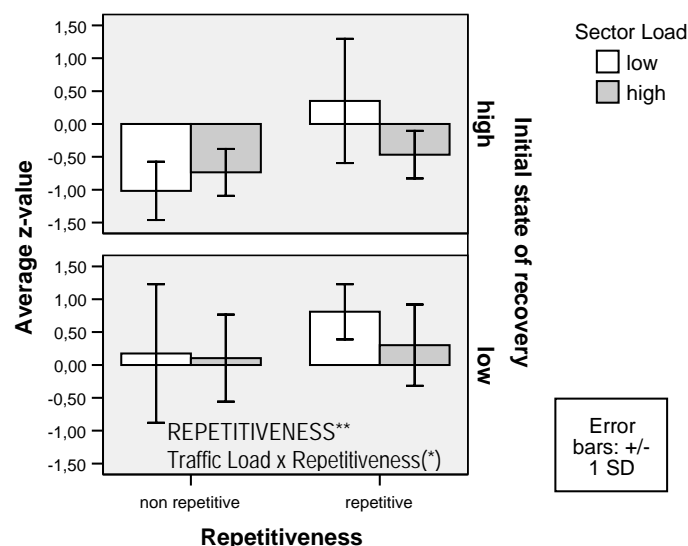 Sector Load
low
high
Average z-value
1,50
1,00
0,50
0,00
-0,50
-1,00
-1,50
high
1,50
1,00
0,50
0,00
-0,50
-1,00
-1,50
low
Initial state of recovery
REPETITIVENESS**
Traffic Load x Repetitiveness(*)
non repetitive
repetitive
Repetitiveness
Error
bars: +/-
1 SD